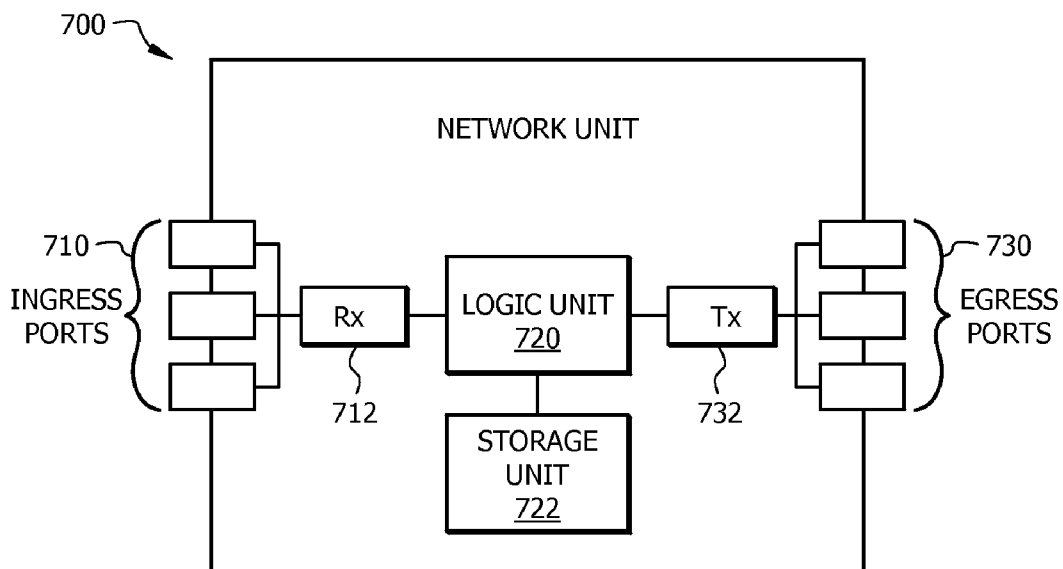 700
NETWORK UNIT
710
INGRESS
PORTS
Rx
712
LOGIC UNIT
720
STORAGE
UNIT
722
Tx
732
730
EGRESS
PORTS